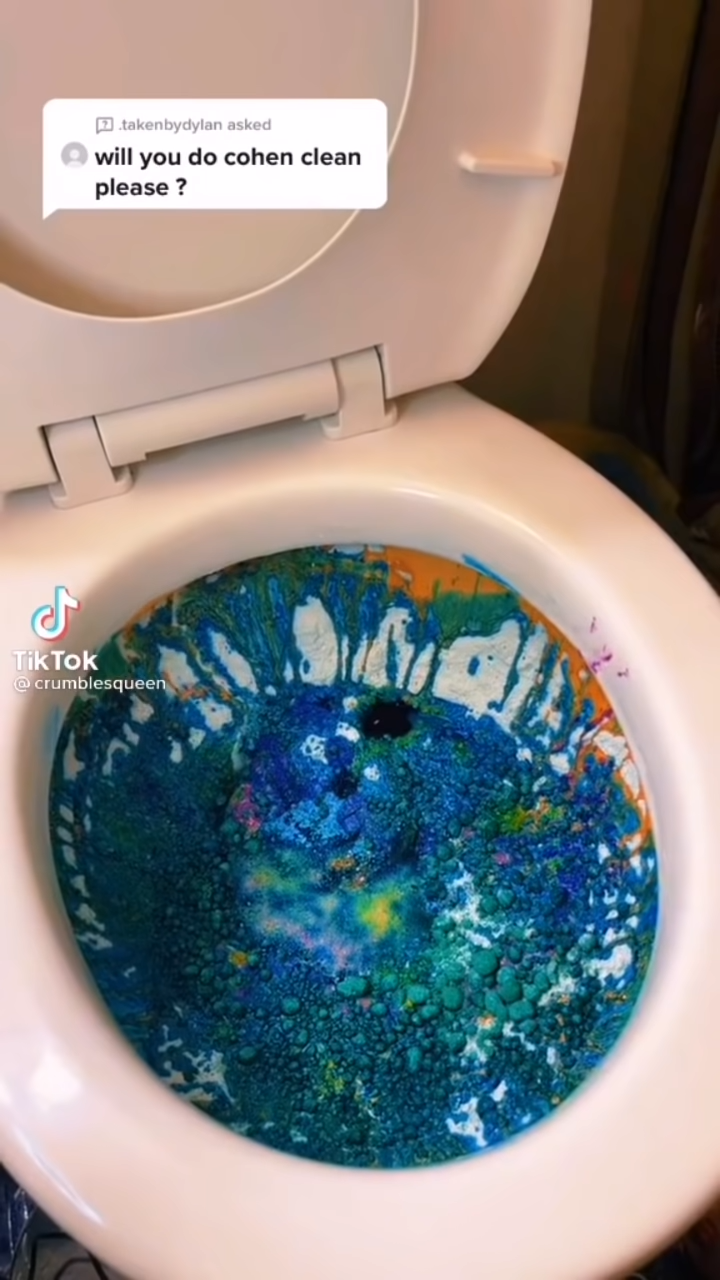 .takenbydylan asked
will you do cohen clean
please ?
TikTok
@crumblesqueen